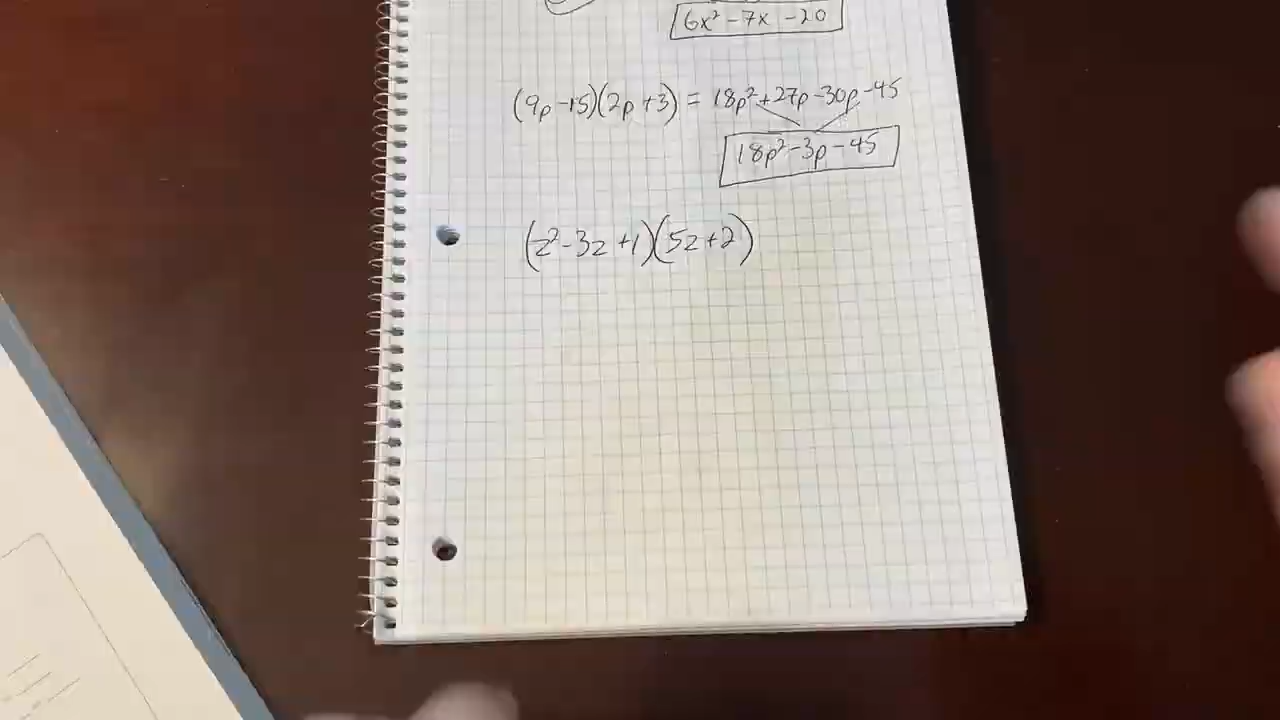 6x² - 7x - 20
(9p - 15)(2p + 3) = 18p² + 27p - 30p - 45
18p² - 3p - 45
(z² - 3z + 1)(5z + 2)